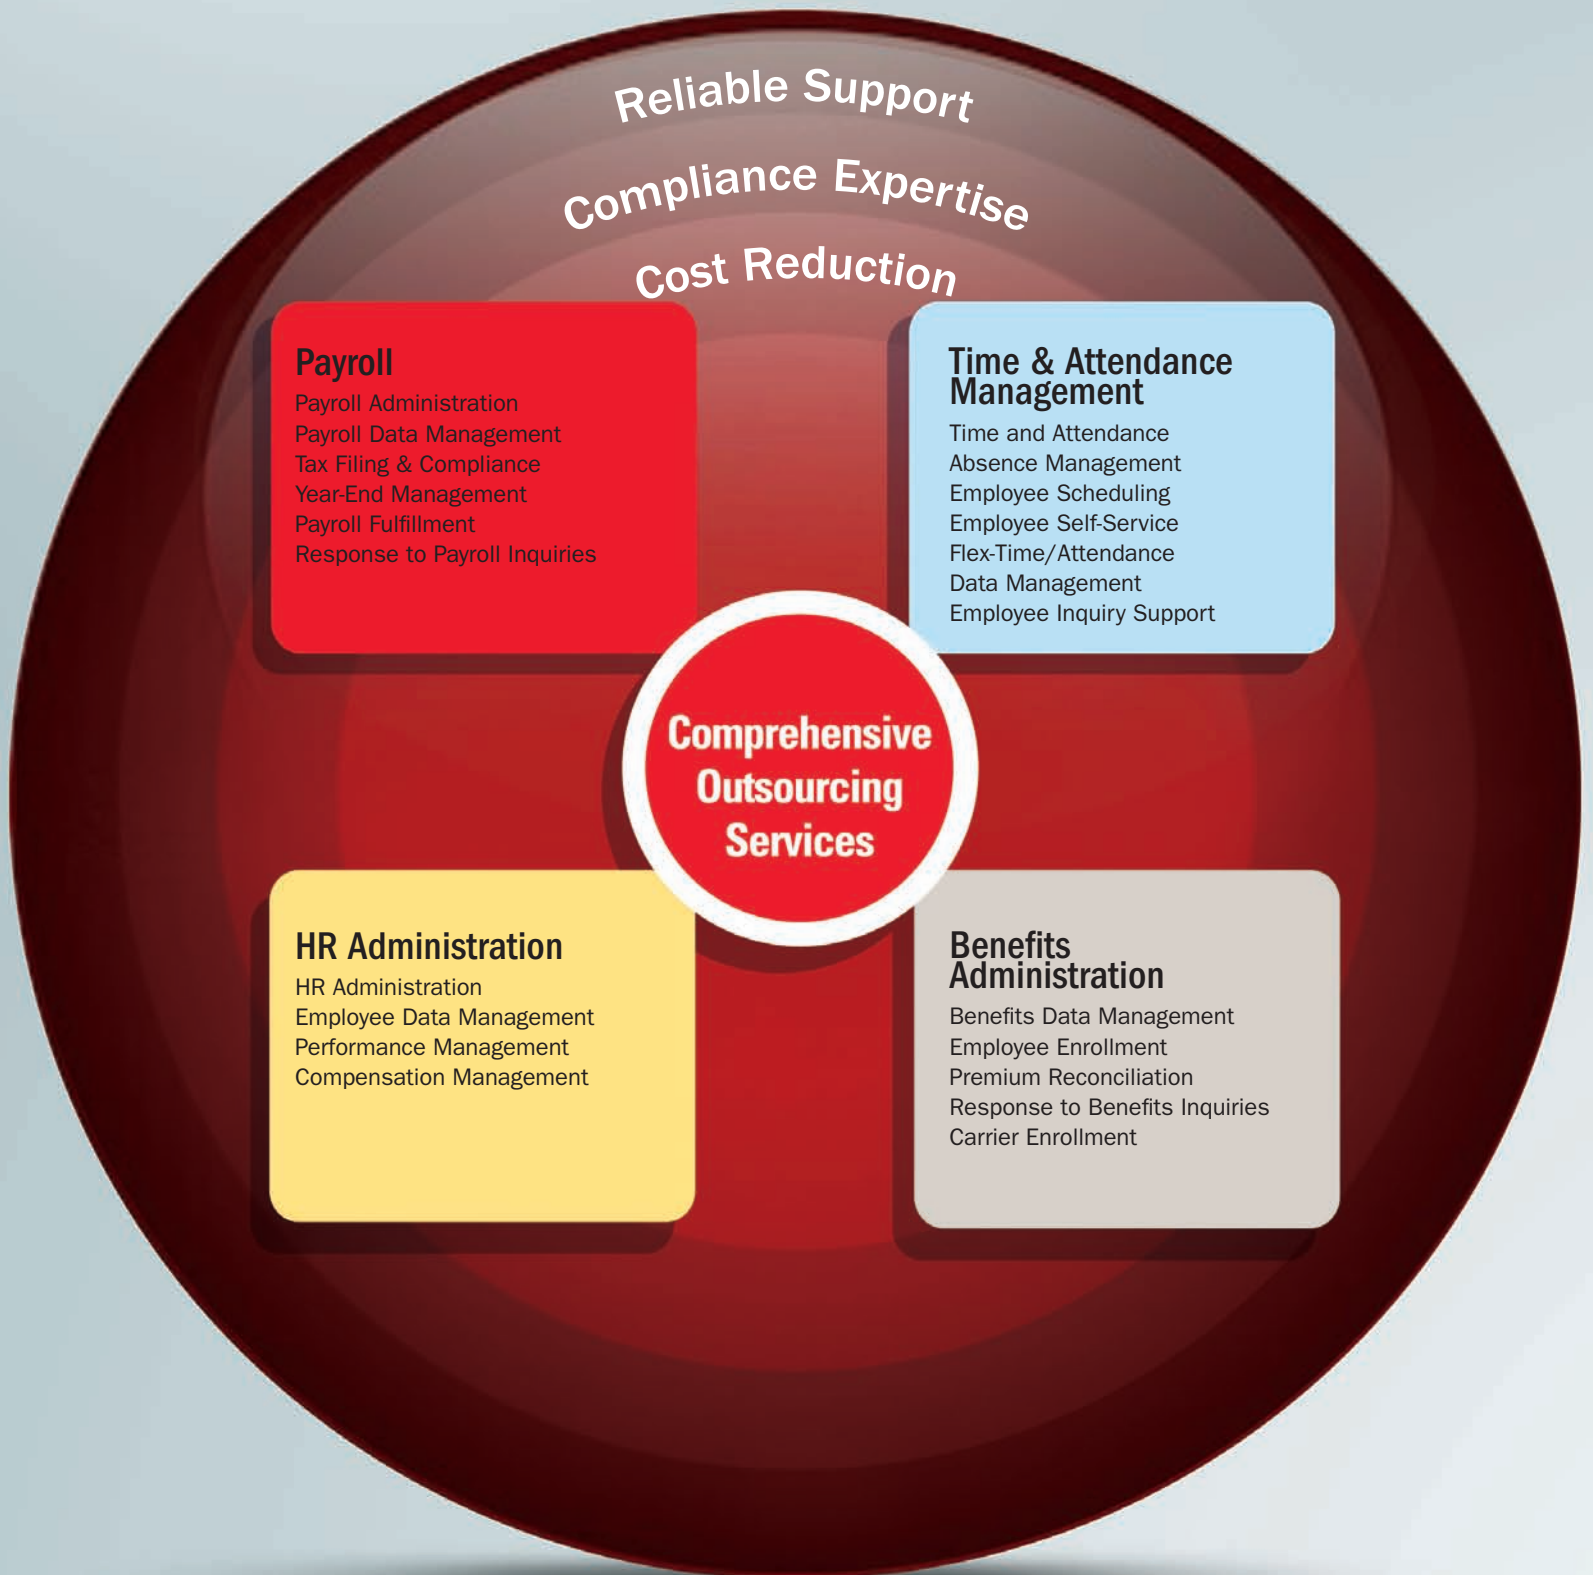 Reliable Support
Compliance Expertise
Cost Reduction
Payroll
Payroll Administration
Payroll Data Management
Tax Filing & Compliance
Year-End Management
Payroll Fulfillment
Response to Payroll Inquiries
Time & Attendance
Management
Time and Attendance
Absence Management
Employee Scheduling
Employee Self-Service
Flex-Time/Attendance
Data Management
Employee Inquiry Support
Comprehensive
Outsourcing
Services
HR Administration
HR Administration
Employee Data Management
Performance Management
Compensation Management
Benefits
Administration
Benefits Data Management
Employee Enrollment
Premium Reconciliation
Response to Benefits Inquiries
Carrier Enrollment